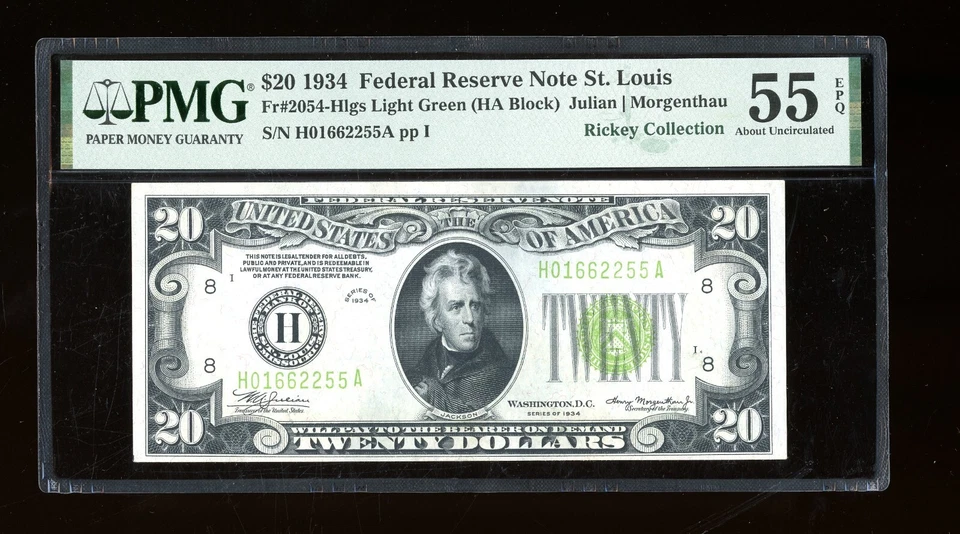 PMG®
PAPER MONEY GUARANTY
$20 1934 Federal Reserve Note St. Louis
Fr#2054-Hlgs Light Green (HA Block) Julian | Morgenthau
S/N H01662255A pp I
Rickey Collection
55
EPQ
About Uncirculated
FEDERAL RESERVE NOTE
20
UNITED STATES
THE
OF AMERICA
20
THIS NOTE IS LEGAL TENDER FOR ALL DEBTS,
PUBLIC AND PRIVATE, AND IS REDEEMABLE IN
LAWFUL MONEY AT THE UNITED STATES TREASURY,
OR AT ANY FEDERAL RESERVE BANK.
H01662255A
I
8
8
SERIES OF
1934
H
TWENTY
8
I.
8
H01662255A
Treasurer of the United States
JACKSON
WASHINGTON, D.C.
SERIES OF 1934
Henry Morgenthau Jr
Secretary of the Treasury
20
WILL PAY TO THE BEARER ON DEMAND
TWENTY DOLLARS
20